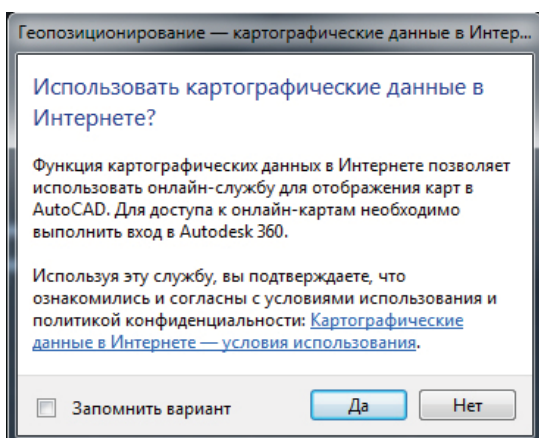 Геопозиционирование — картографические данные в Интер...
Использовать картографические данные в
Интернете?
Функция картографических данных в Интернете позволяет
использовать онлайн-службу для отображения карт в
AutoCAD. Для доступа к онлайн-картам необходимо
выполнить вход в Autodesk 360.
Используя эту службу, вы подтверждаете, что
ознакомились и согласны с условиями использования и
политикой конфиденциальности: Картографические
данные в Интернете — условия использования.
Запомнить вариант Да Нет